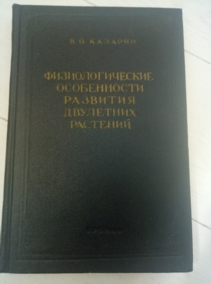 В. О. КАЗАРЯН
ФИЗИОЛОГИЧЕСКИЕ
ОСОБЕННОСТИ
РАЗВИТИЯ
ДВУЛЕТНИХ
РАСТЕНИЙ